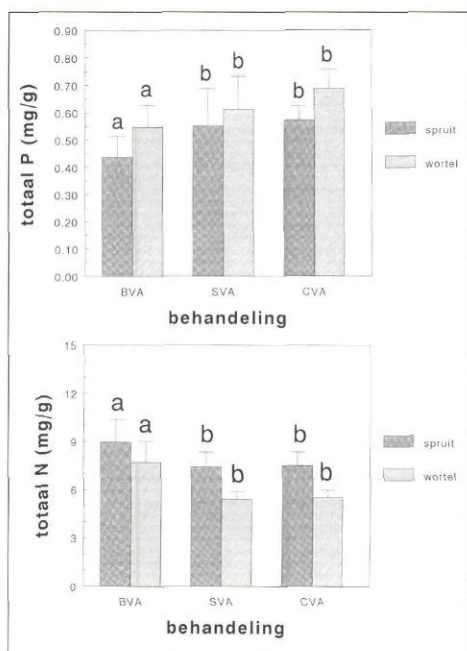 totaal P (mg/g)
0.90
0.80
0.70
0.60
0.50
0.40
0.30
0.20
0.10
0.00
a
a
b
b
b
b
BVA
SVA
CVA
behandeling
spruit
wortel
totaal N (mg/g)
15
12
9
6
3
0
a
a
b
b
b
b
BVA
SVA
CVA
behandeling
spruit
wortel